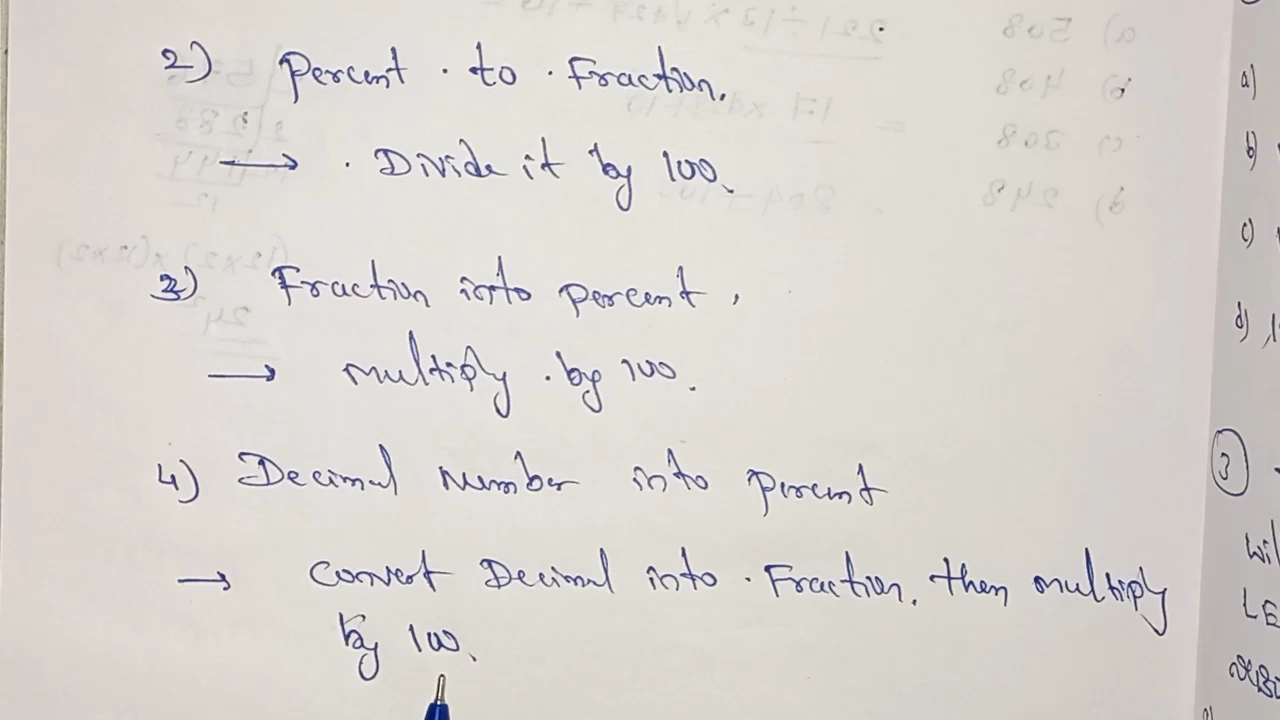 2) Percent to Fraction.
→ Divide it by 100.
3) Fraction into percent.
→ multiply by 100.
4) Decimal Number into percent
→ convert Decimal into Fraction, then multiply
by 100.
a)
b)
c)
d)
3